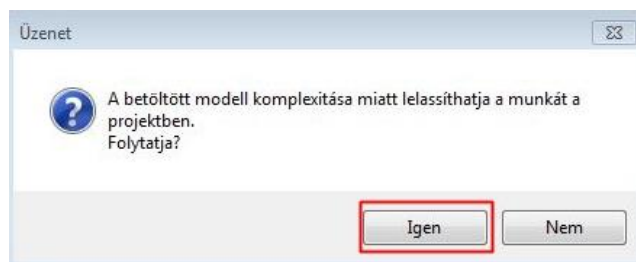 Üzenet
A betöltött modell komplexitása miatt lelassíthatja a munkát a
projektben.
Folytatja?
Igen
Nem